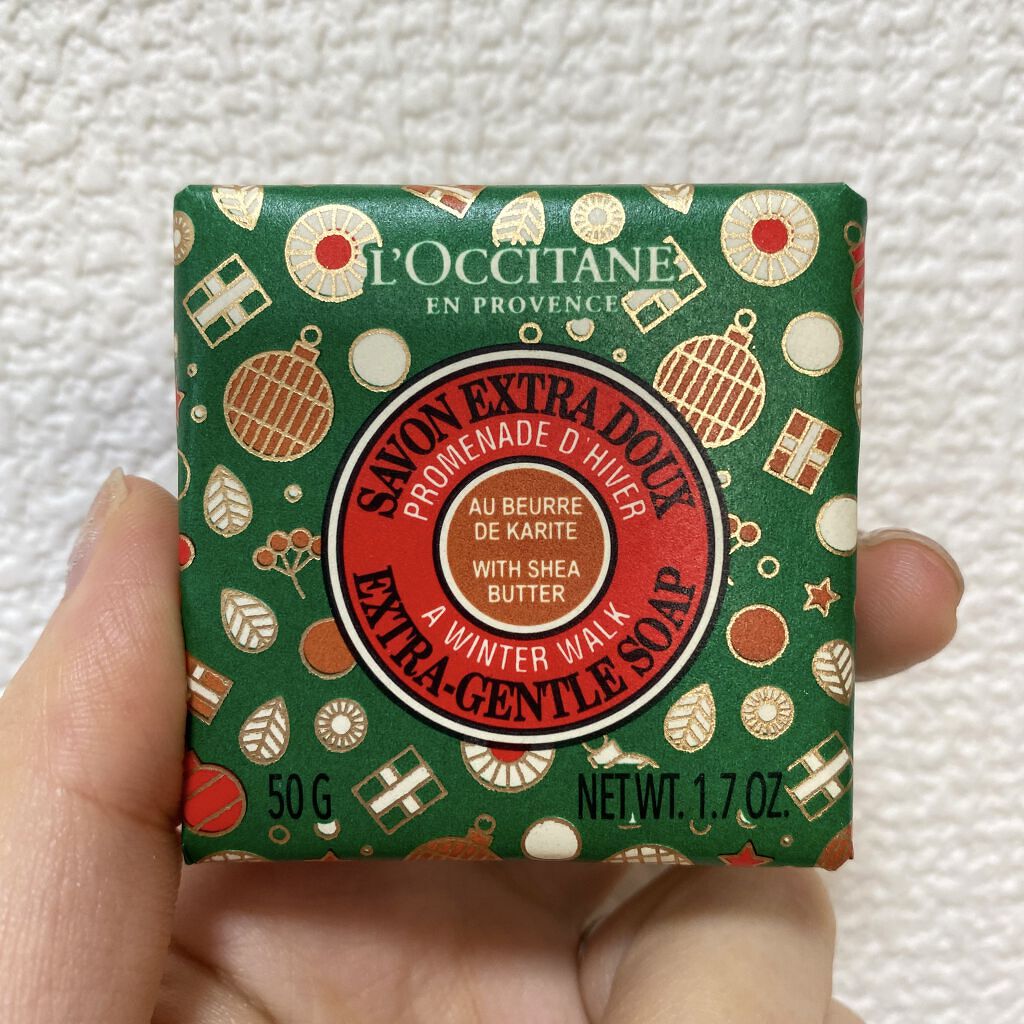 L'OCCITANE
EN PROVENCE
SAVON EXTRA DOUX
PROMENADE D'HIVER
AU BEURRE
DE KARITE
WITH SHEA
BUTTER
A WINTER WALK
EXTRA-GENTLE SOAP
50 G
NET WT. 1.7 OZ.